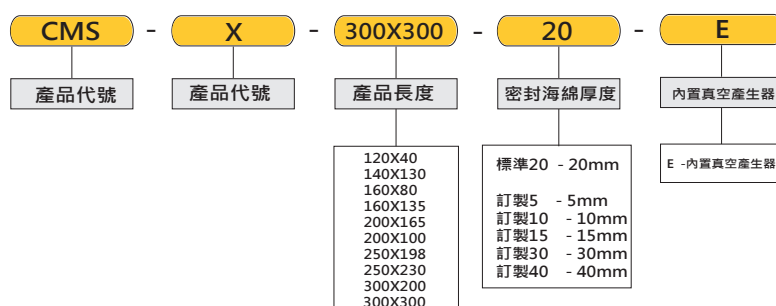 CMS - X - 300X300 - 20 - E
產品代號 產品代號 產品長度 密封海綿厚度 內置真空產生器
120X40
140X130
160X80
160X135
200X165
200X100
250X198
250X230
300X200
300X300
標準20 - 20mm
訂製5 - 5mm
訂製10 - 10mm
訂製15 - 15mm
訂製30 - 30mm
訂製40 - 40mm
E -內置真空產生器